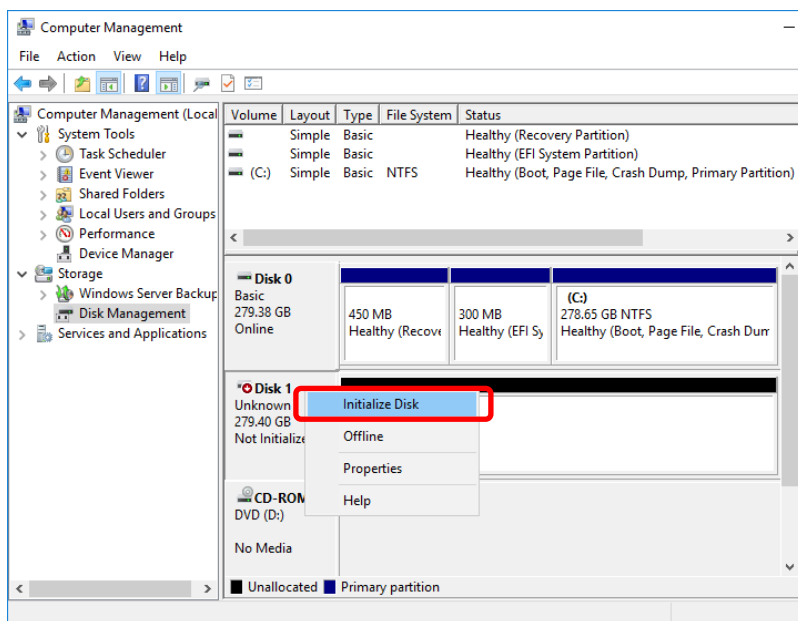 Computer Management
File Action View Help
Computer Management (Local
System Tools
Task Scheduler
Event Viewer
Shared Folders
Local Users and Groups
Performance
Device Manager
Storage
Windows Server Backup
Disk Management
Services and Applications
Volume Layout Type File System Status
Simple Basic Healthy (Recovery Partition)
Simple Basic Healthy (EFI System Partition)
(C:) Simple Basic NTFS Healthy (Boot, Page File, Crash Dump, Primary Partition)
Disk 0
Basic
279.38 GB
Online
450 MB
Healthy (Recove
300 MB
Healthy (EFI Sy
(C:)
278.65 GB NTFS
Healthy (Boot, Page File, Crash Dum
Disk 1
Unknown
279.40 GB
Not Initialize
Initialize Disk
Offline
Properties
Help
CD-ROM
DVD (D:)
No Media
Unallocated Primary partition